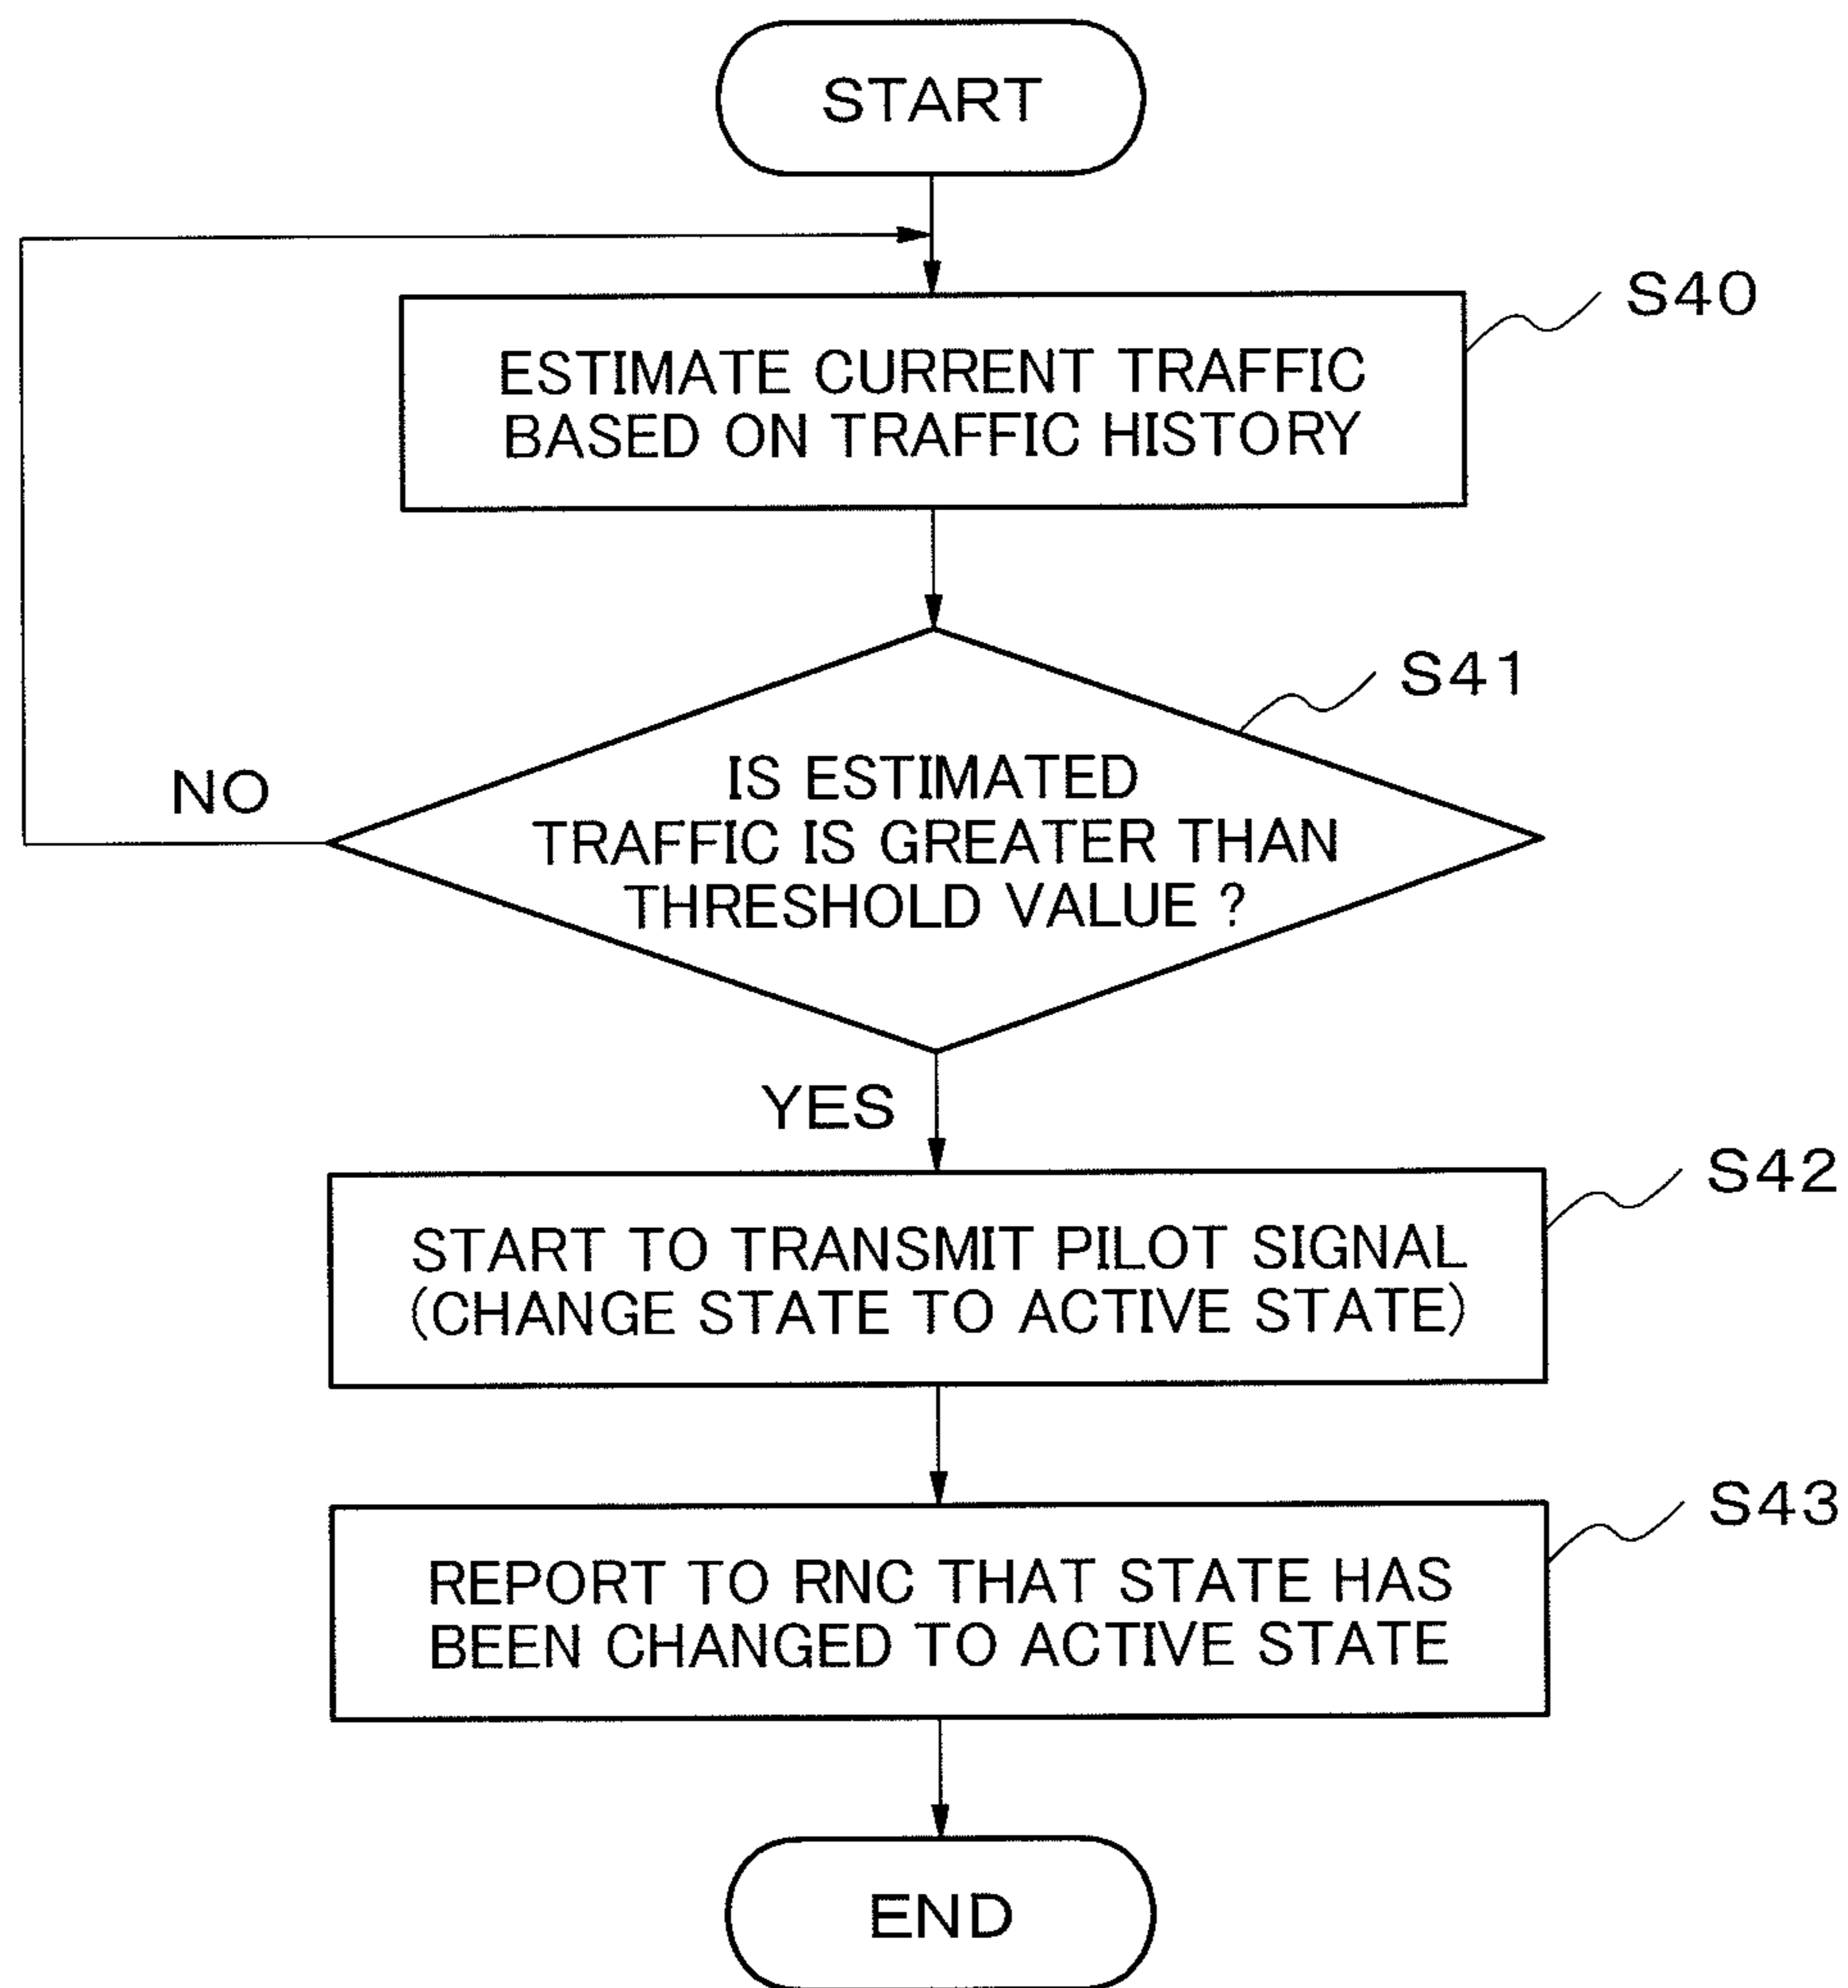 START
S40
ESTIMATE CURRENT TRAFFIC
BASED ON TRAFFIC HISTORY
S41
IS ESTIMATED
TRAFFIC IS GREATER THAN
THRESHOLD VALUE ?
NO
YES
S42
START TO TRANSMIT PILOT SIGNAL
(CHANGE STATE TO ACTIVE STATE)
S43
REPORT TO RNC THAT STATE HAS
BEEN CHANGED TO ACTIVE STATE
END